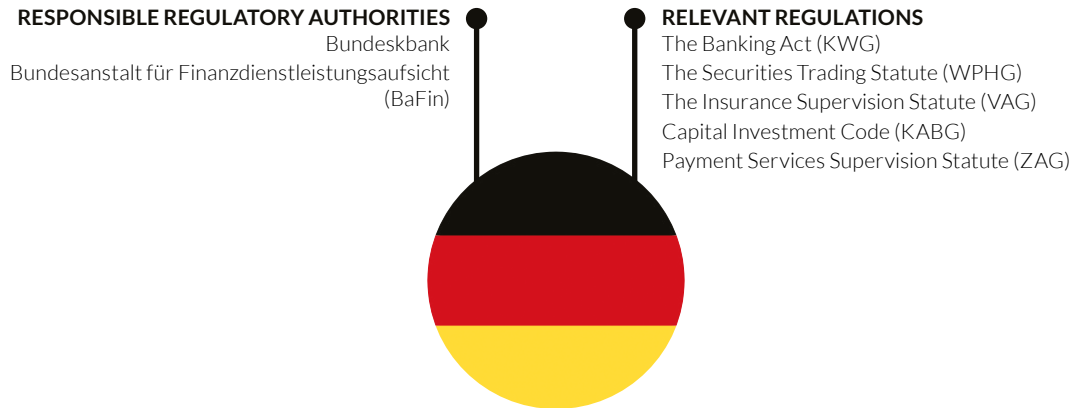 RESPONSIBLE REGULATORY AUTHORITIES
Bundeskbank
Bundesanstalt für Finanzdienstleistungsaufsicht
(BaFin)
RELEVANT REGULATIONS
The Banking Act (KWG)
The Securities Trading Statute (WPHG)
The Insurance Supervision Statute (VAG)
Capital Investment Code (KABG)
Payment Services Supervision Statute (ZAG)